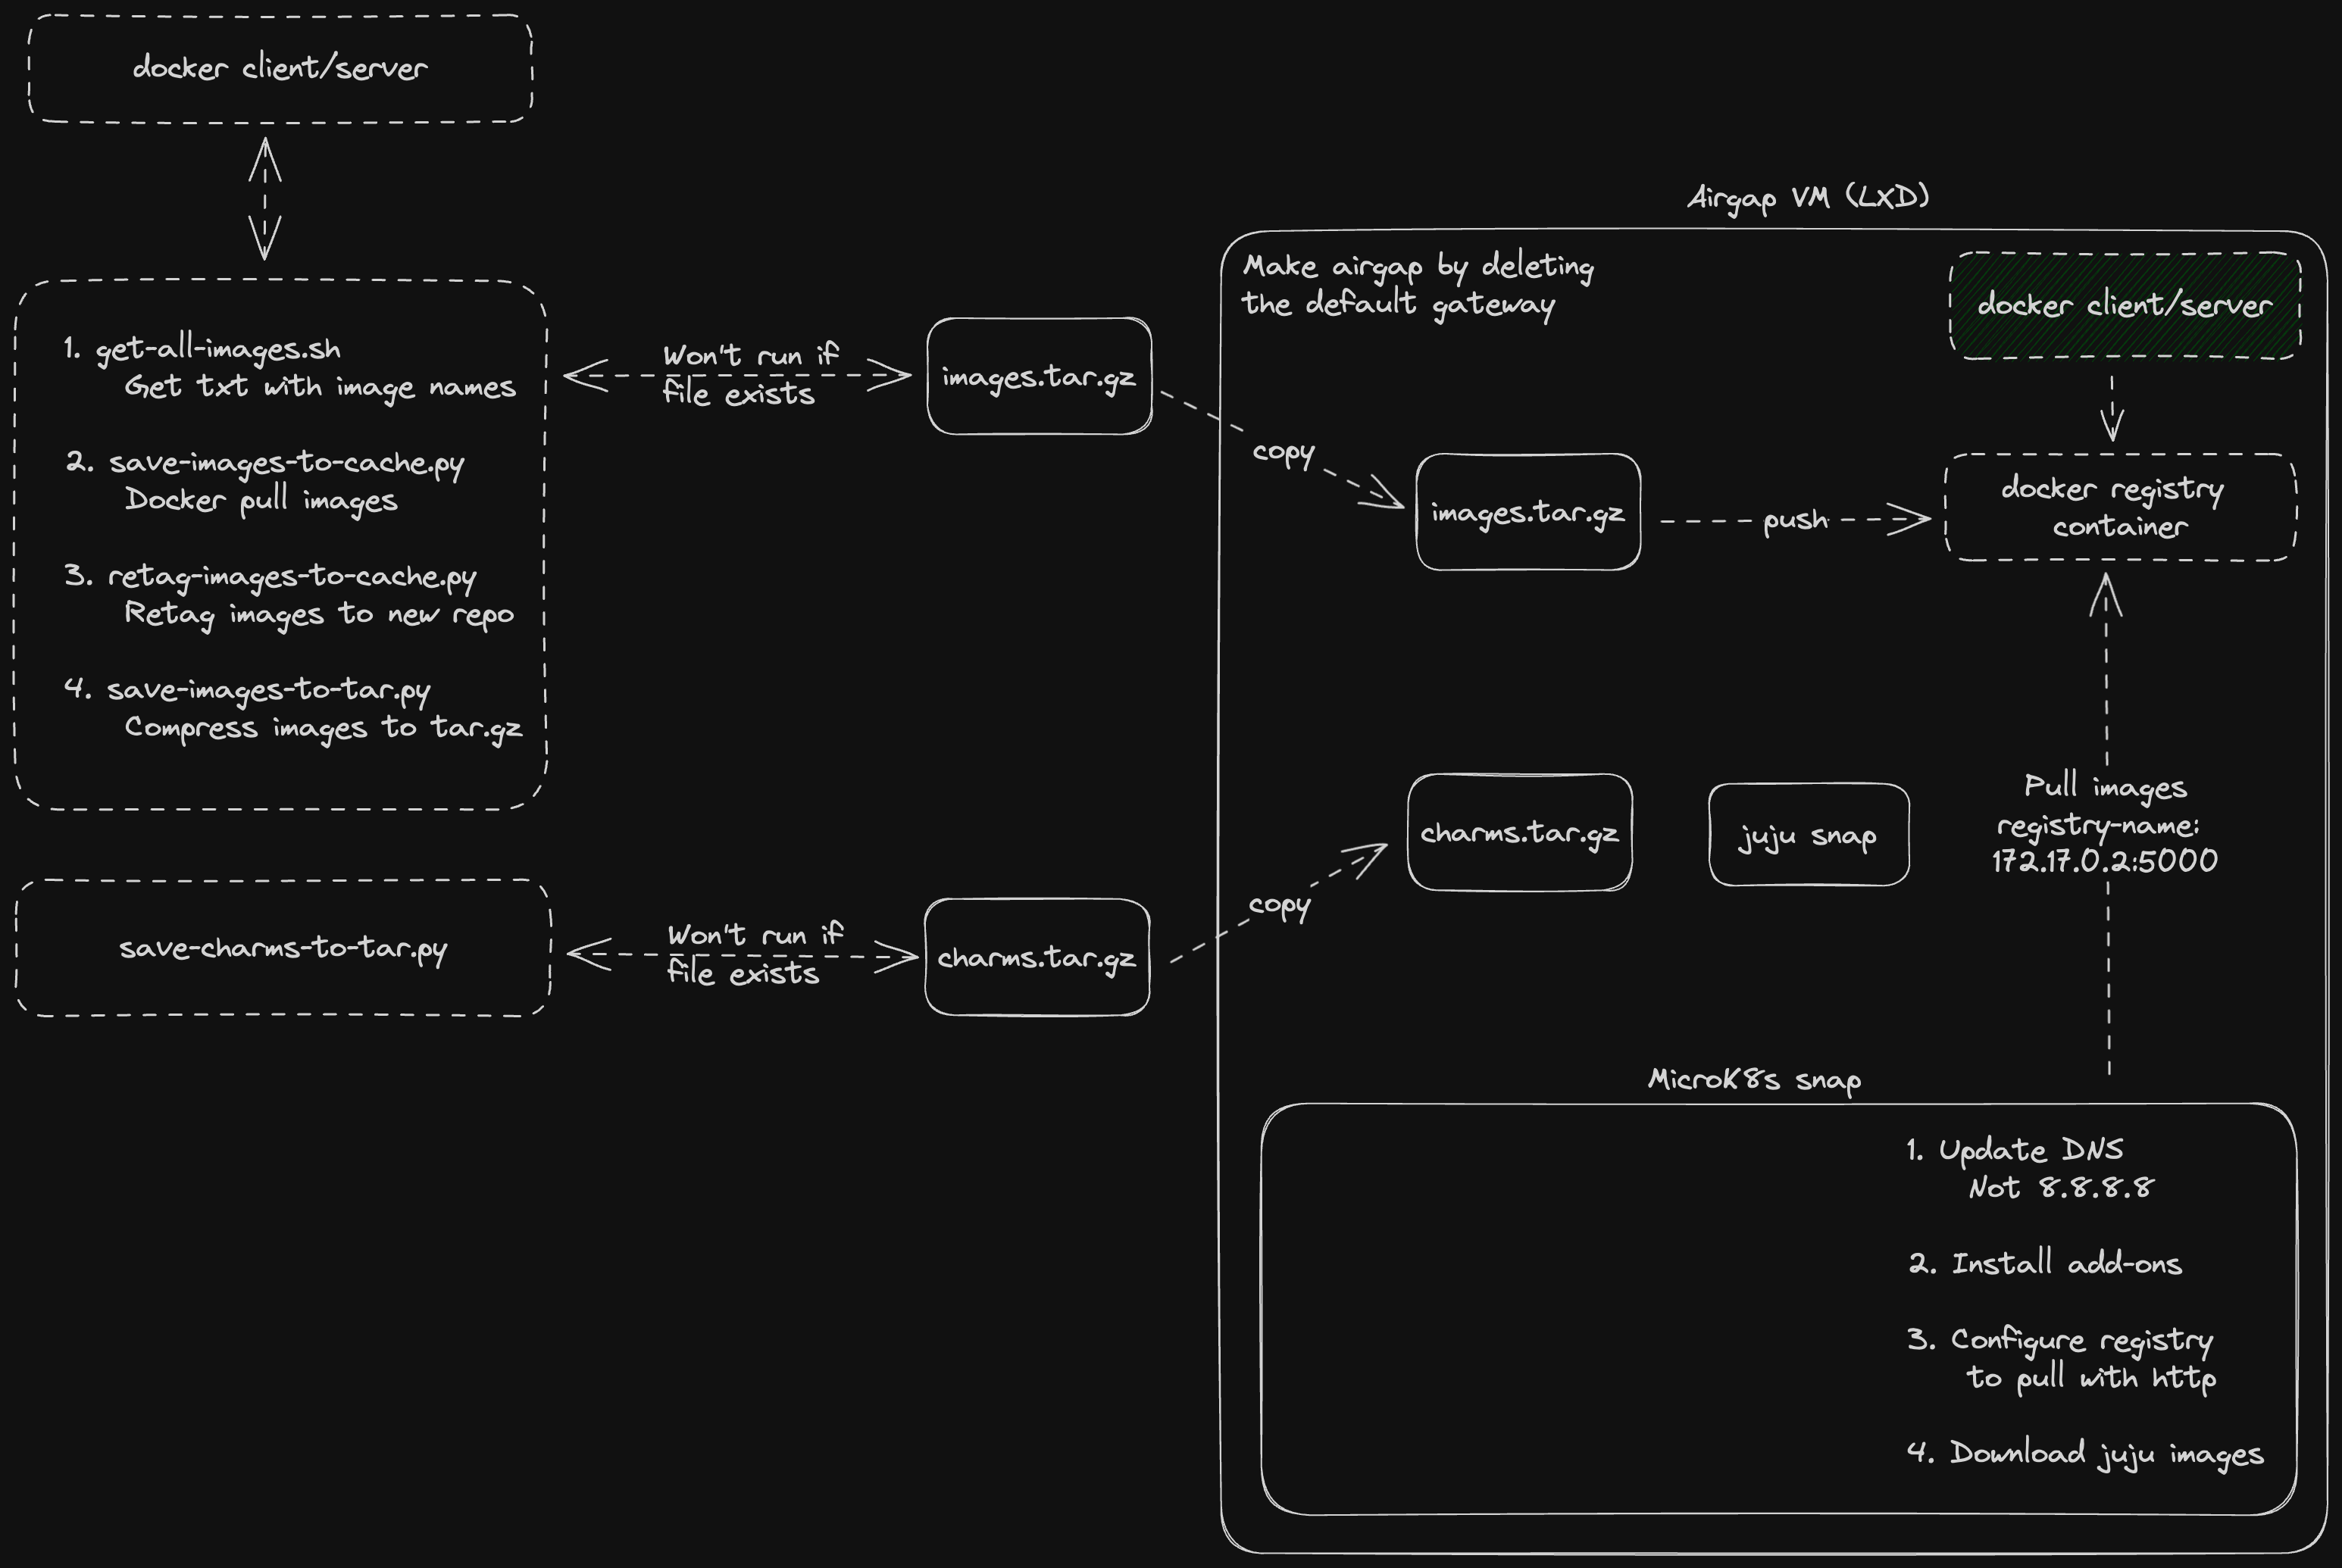 docker client/server
1. get-all-images.sh
Get txt with image names
2. save-images-to-cache.py
Docker pull images
3. retag-images-to-cache.py
Retag images to new repo
4. save-images-to-tar.py
Compress images to tar.gz
Won't run if
file exists
images.tar.gz
copy
save-charms-to-tar.py
Won't run if
file exists
charms.tar.gz
copy
Airgap VM (LXD)
Make airgap by deleting
the default gateway
docker client/server
images.tar.gz
push
docker registry
container
charms.tar.gz
juju snap
Pull images
registry-name:
172.17.0.2:5000
MicroK8s snap
1. Update DNS
Not 8.8.8.8
2. Install add-ons
3. Configure registry
to pull with http
4. Download juju images